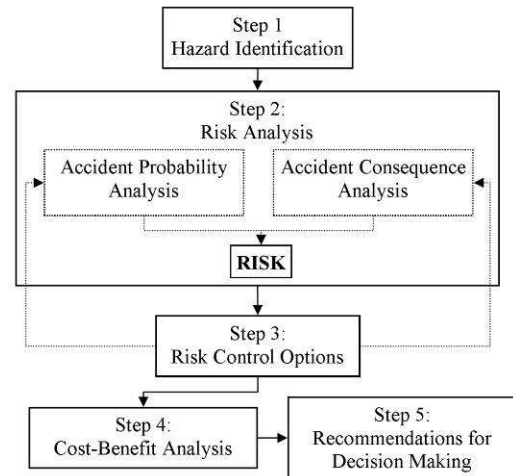 Step 1
Hazard Identification
Step 2:
Risk Analysis
Accident Probability
Analysis
Accident Consequence
Analysis
RISK
Step 3:
Risk Control Options
Step 4:
Cost-Benefit Analysis
Step 5:
Recommendations for
Decision Making